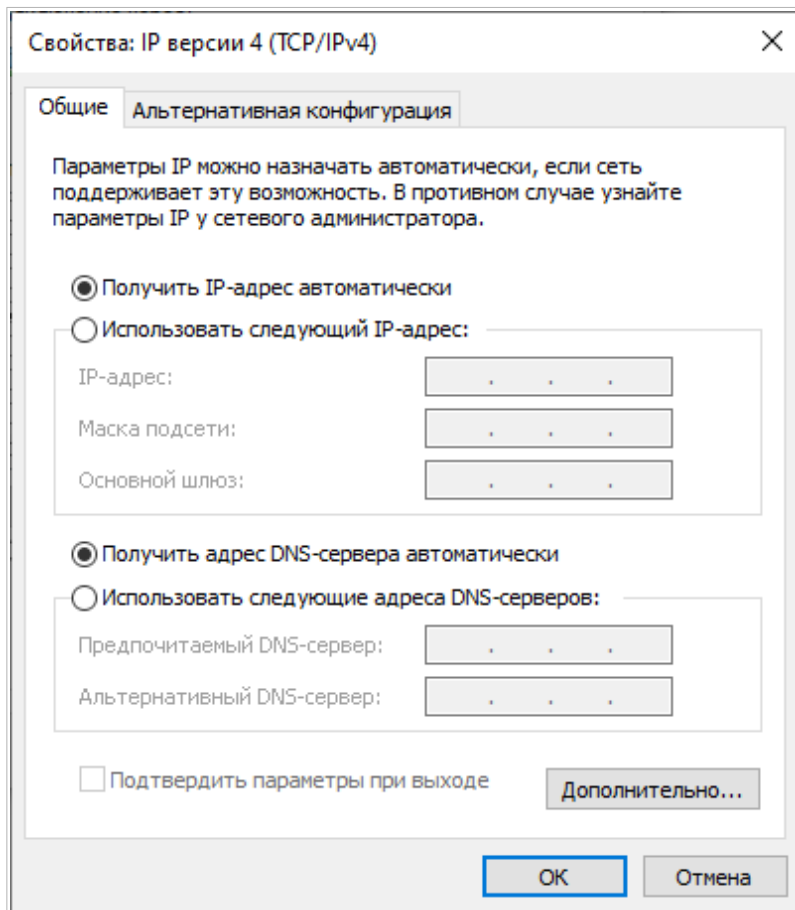 Свойства: IP версии 4 (TCP/IPv4)
Общие
Альтернативная конфигурация
Параметры IP можно назначать автоматически, если сеть
поддерживает эту возможность. В противном случае узнайте
параметры IP у сетевого администратора.
Получить IP-адрес автоматически
Использовать следующий IP-адрес:
IP-адрес:
Маска подсети:
Основной шлюз:
Получить адрес DNS-сервера автоматически
Использовать следующие адреса DNS-серверов:
Предпочитаемый DNS-сервер:
Альтернативный DNS-сервер:
Подтвердить параметры при выходе
Дополнительно...
ОК
Отмена